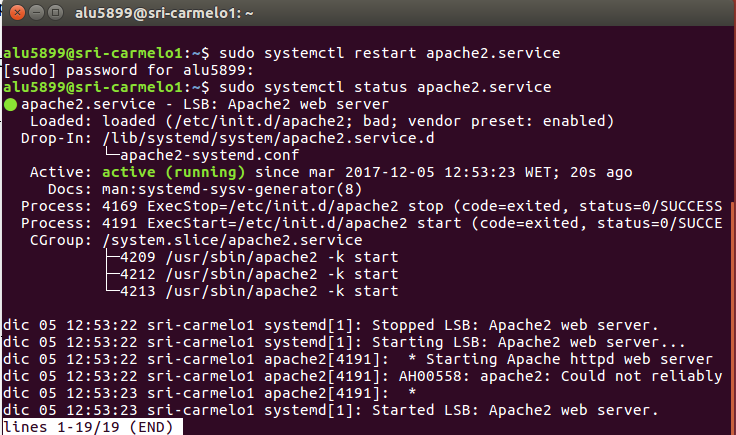 alu5899@sri-carmelo1: ~
alu5899@sri-carmelo1:~$ sudo systemctl restart apache2.service
[sudo] password for alu5899:
alu5899@sri-carmelo1:~$ sudo systemctl status apache2.service
● apache2.service - LSB: Apache2 web server
   Loaded: loaded (/etc/init.d/apache2; bad; vendor preset: enabled)
  Drop-In: /lib/systemd/system/apache2.service.d
           └─apache2-systemd.conf
   Active: active (running) since mar 2017-12-05 12:53:23 WET; 20s ago
     Docs: man:systemd-sysv-generator(8)
  Process: 4169 ExecStop=/etc/init.d/apache2 stop (code=exited, status=0/SUCCESS
  Process: 4191 ExecStart=/etc/init.d/apache2 start (code=exited, status=0/SUCCE
   CGroup: /system.slice/apache2.service
           ├─4209 /usr/sbin/apache2 -k start
           ├─4212 /usr/sbin/apache2 -k start
           └─4213 /usr/sbin/apache2 -k start
dic 05 12:53:22 sri-carmelo1 systemd[1]: Stopped LSB: Apache2 web server.
dic 05 12:53:22 sri-carmelo1 systemd[1]: Starting LSB: Apache2 web server...
dic 05 12:53:22 sri-carmelo1 apache2[4191]:  * Starting Apache httpd web server
dic 05 12:53:22 sri-carmelo1 apache2[4191]: AH00558: apache2: Could not reliably
dic 05 12:53:23 sri-carmelo1 apache2[4191]:  *
dic 05 12:53:23 sri-carmelo1 systemd[1]: Started LSB: Apache2 web server.
lines 1-19/19 (END)